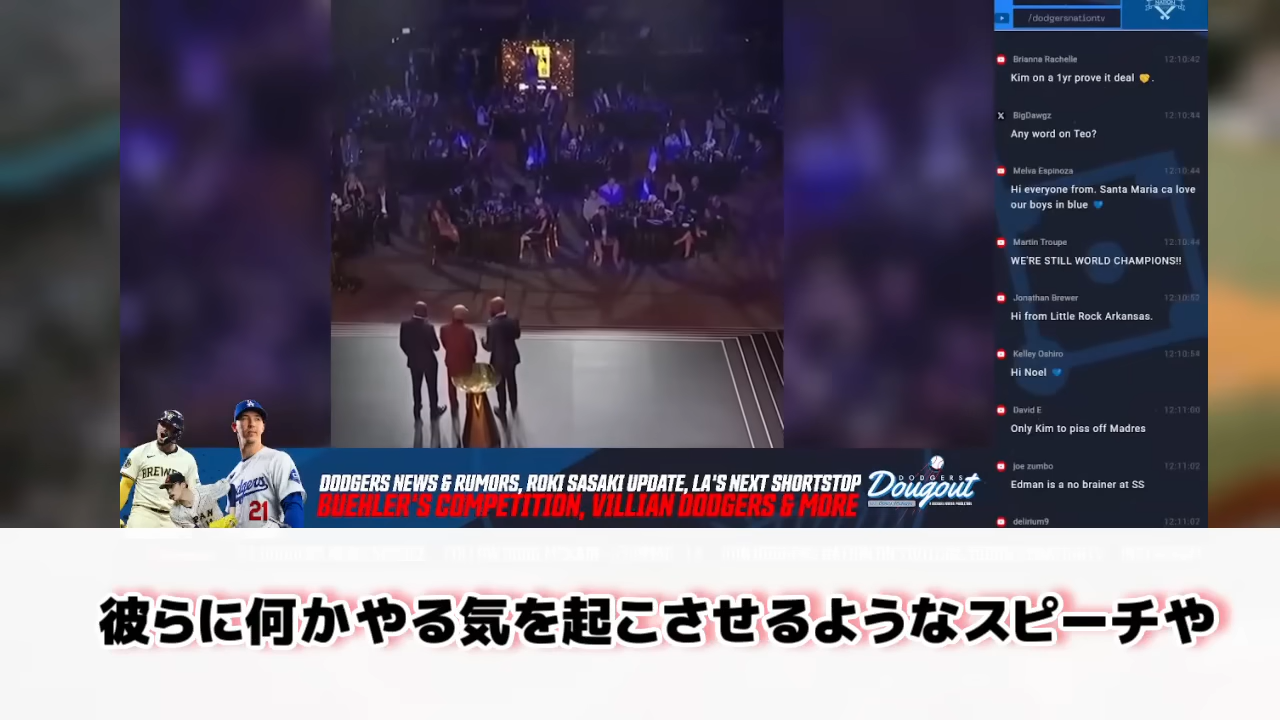 /dodgersnationtv
NATION
Brianna Rachelle 12:10:42
Kim on a 1yr prove it deal 🤛.
BigDawgz 12:10:44
Any word on Teo?
Melva Espinoza 12:10:44
Hi everyone from. Santa Maria ca love
our boys in blue 💙
Martin Troupe 12:10:44
WE'RE STILL WORLD CHAMPIONS!!
Jonathan Brewer 12:10:52
Hi from Little Rock Arkansas.
Kelley Oshiro 12:10:54
Hi Noel 💙
David E 12:11:00
Only Kim to piss off Madres
joe zumbo 12:11:02
Edman is a no brainer at SS
delirium9 12:11:07
BREWE
Dodgers
21
DODGERS NEWS & RUMORS, ROKI SASAKI UPDATE, LA'S NEXT SHORTSTOP
BUEHLER'S COMPETITION, VILLIAN DODGERS & MORE
DODGERS
Dougout
彼らに何かやる気を起こさせるようなスピーチや